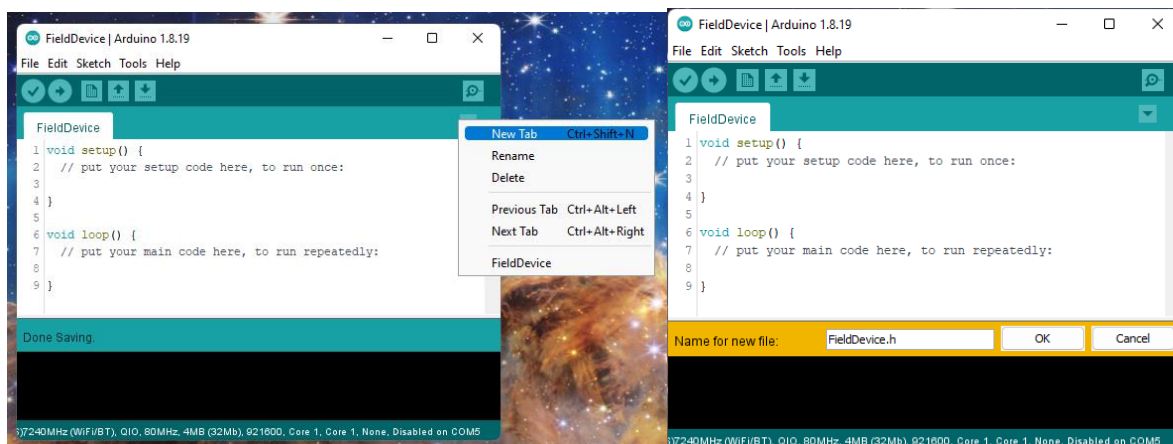 FieldDevice | Arduino 1.8.19
File Edit Sketch Tools Help
FieldDevice
1 void setup() {
2 // put your setup code here, to run once:
3
4 }
5
6 void loop() {
7 // put your main code here, to run repeatedly:
8
9 }
Done Saving.
)7240MHz (WiFi/BT), QIO, 80MHz, 4MB (32Mb), 921600, Core 1, Core 1, None, Disabled on COM5
New Tab Ctrl+Shift+N
Rename
Delete
Previous Tab Ctrl+Alt+Left
Next Tab Ctrl+Alt+Right
FieldDevice
FieldDevice | Arduino 1.8.19
File Edit Sketch Tools Help
FieldDevice
1 void setup() {
2 // put your setup code here, to run once:
3
4 }
5
6 void loop() {
7 // put your main code here, to run repeatedly:
8
9 }
Name for new file: FieldDevice.h OK Cancel
)7240MHz (WiFi/BT), QIO, 80MHz, 4MB (32Mb), 921600, Core 1, Core 1, None, Disabled on COM5